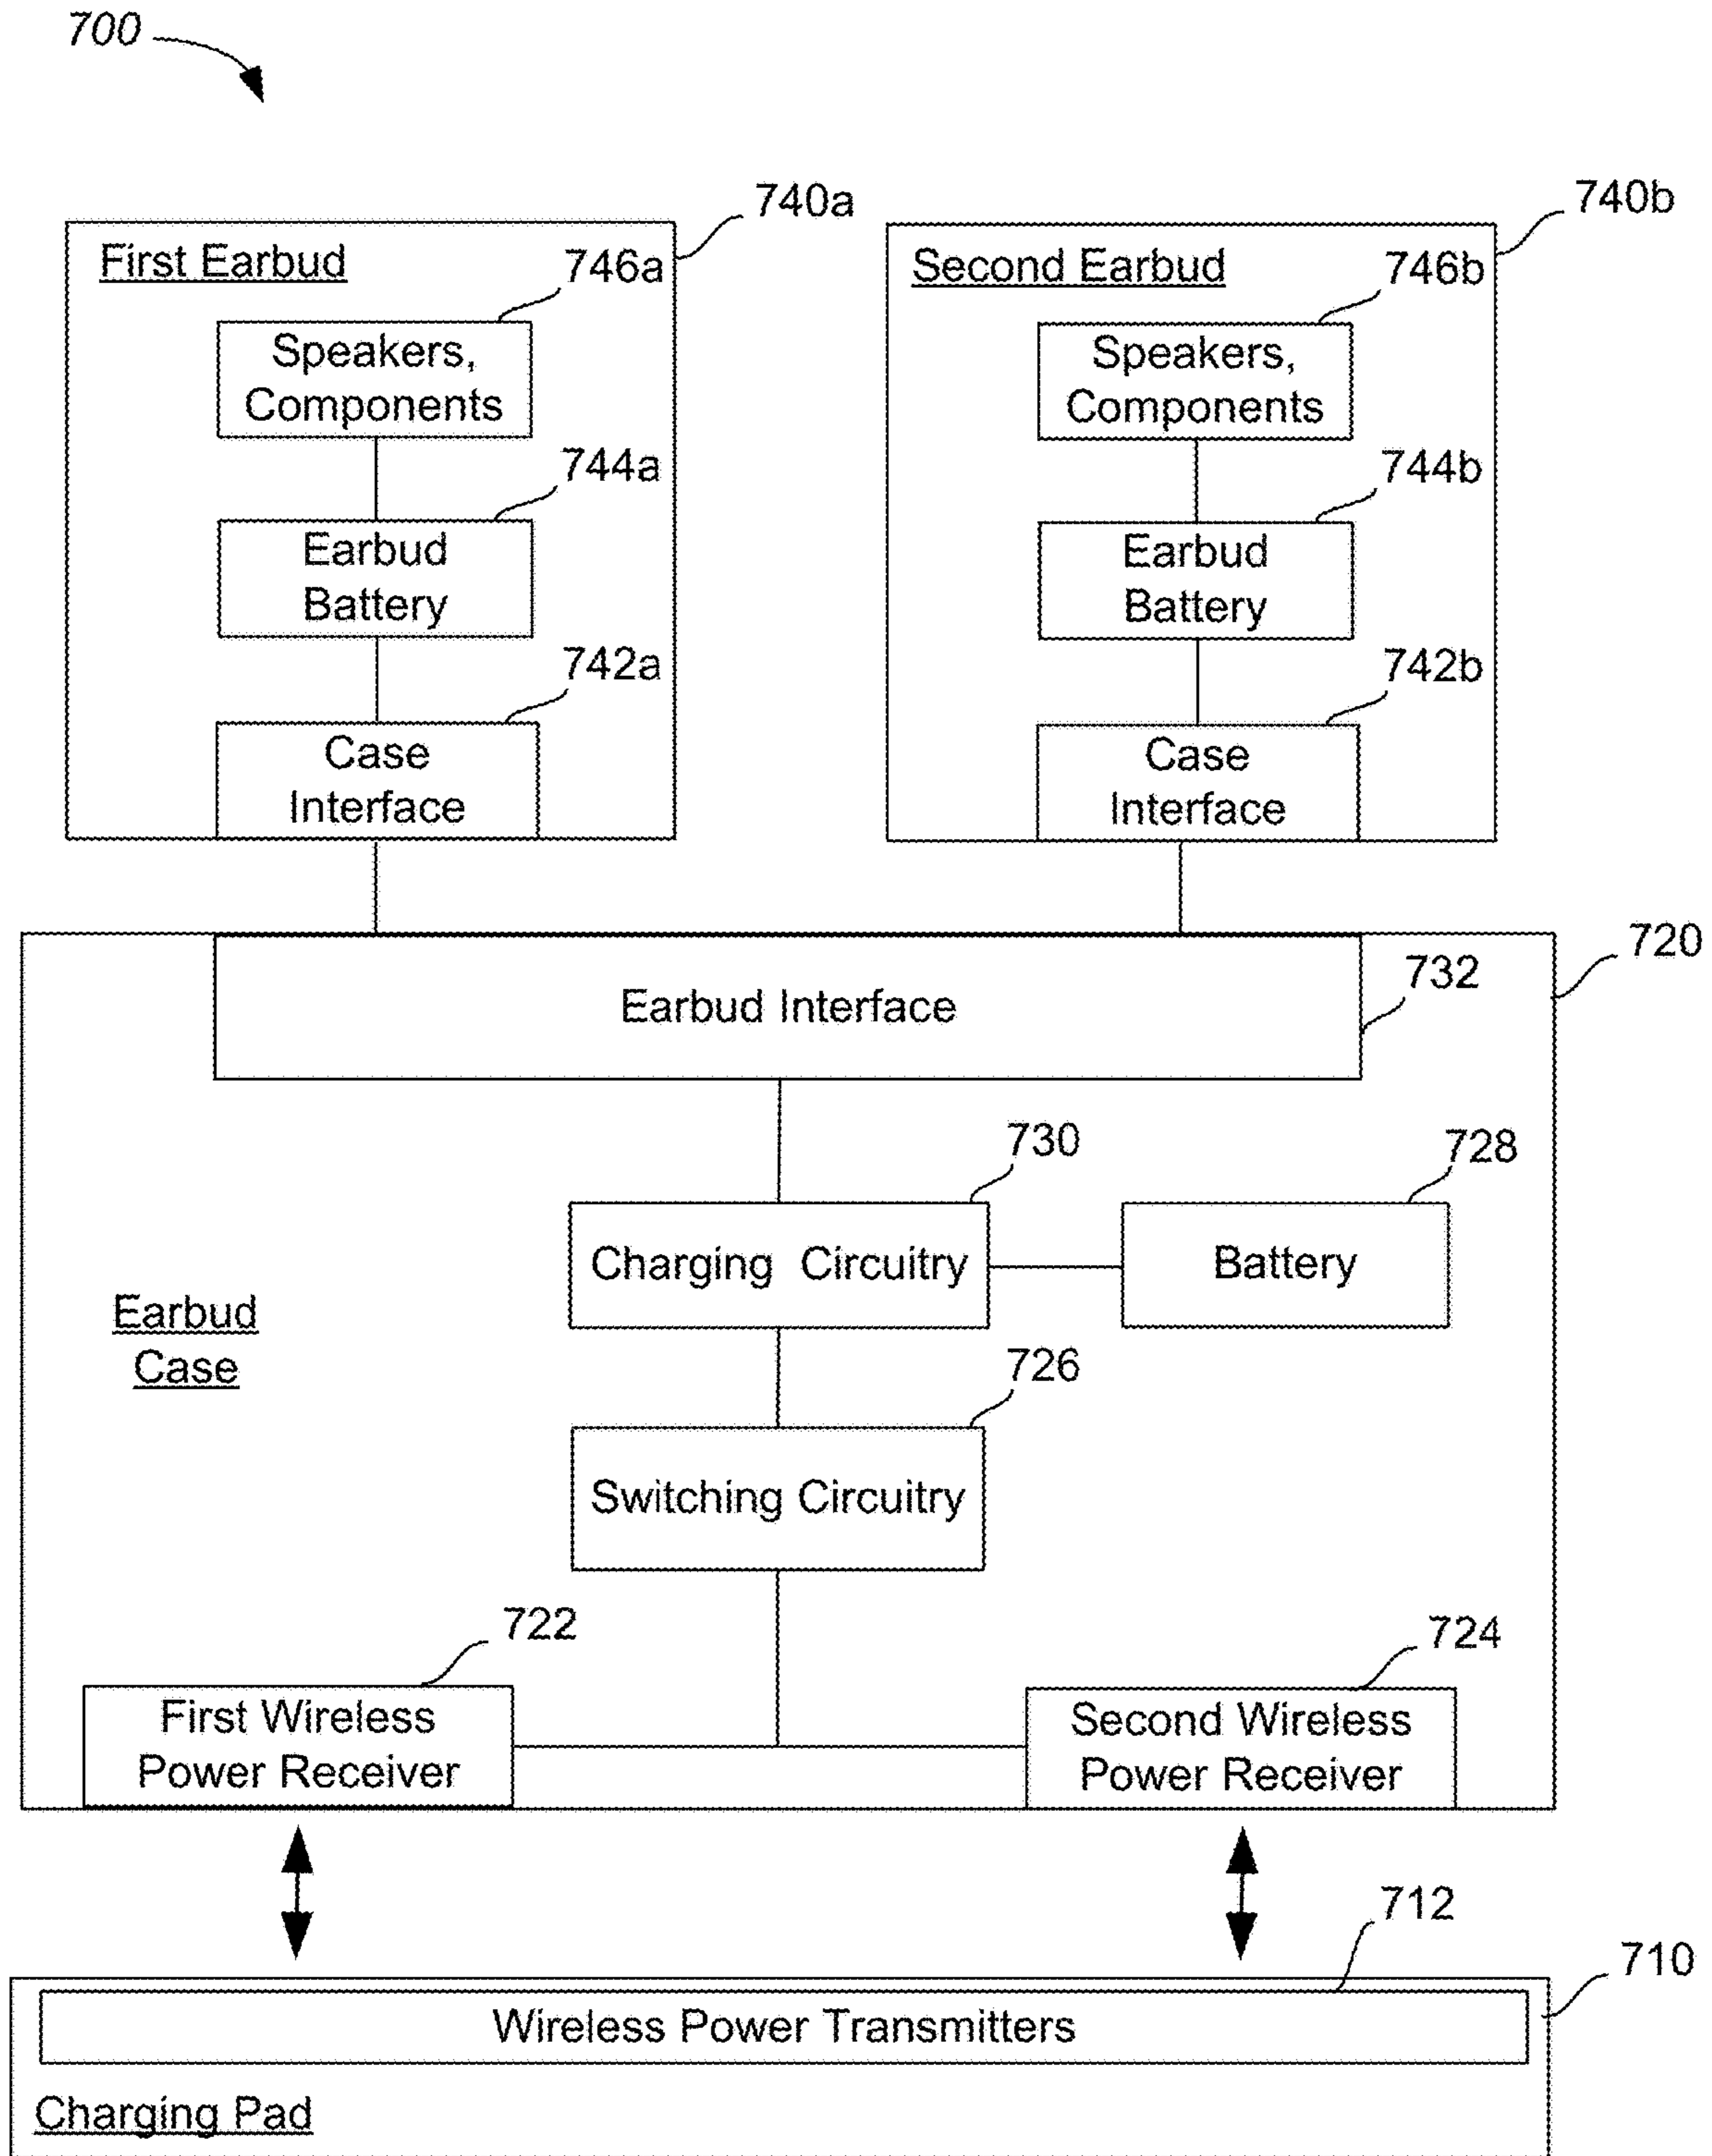 700
740a
740b
First Earbud
746a
Second Earbud
746b
Speakers,
Components
Speakers,
Components
744a
744b
Earbud
Battery
Earbud
Battery
742a
742b
Case
Interface
Case
Interface
720
732
Earbud Interface
730
728
Charging Circuitry
Battery
Earbud
Case
726
Switching Circuitry
722
724
First Wireless
Power Receiver
Second Wireless
Power Receiver
712
710
Wireless Power Transmitters
Charging Pad